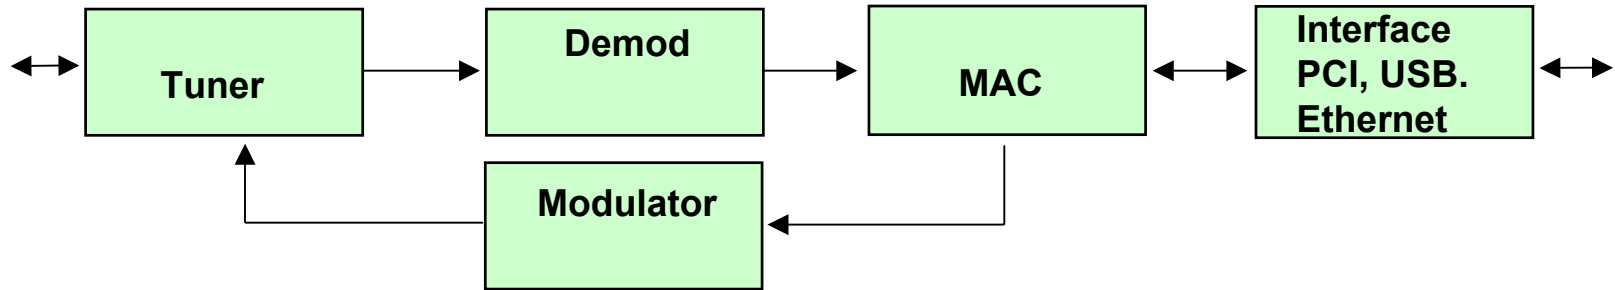 Tuner
Demod
MAC
Interface
PCI, USB.
Ethernet
Modulator